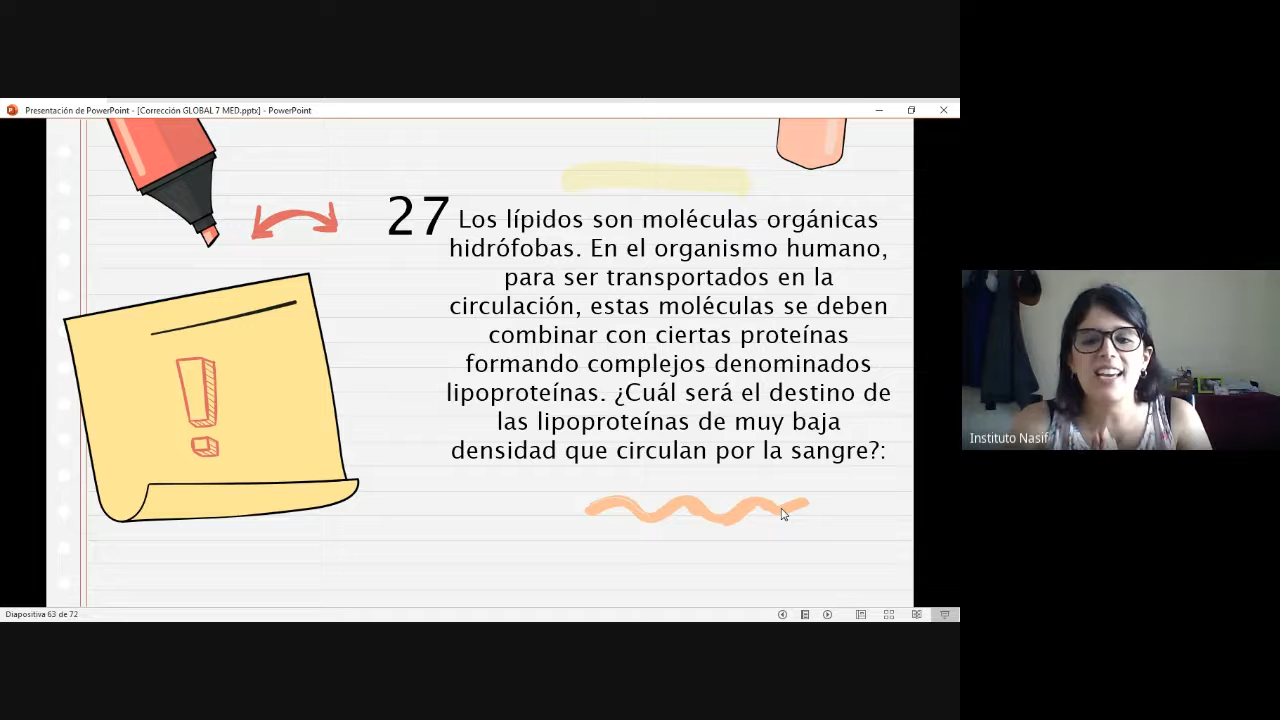 Presentación de PowerPoint - [Corrección GLOBAL 7 MED.pptx] - PowerPoint
27 Los lípidos son moléculas orgánicas
hidrófobas. En el organismo humano,
para ser transportados en la
circulación, estas moléculas se deben
combinar con ciertas proteínas
formando complejos denominados
lipoproteínas. ¿Cuál será el destino de
las lipoproteínas de muy baja
densidad que circulan por la sangre?:
!
Instituto Nasif
Diapositiva 63 de 72